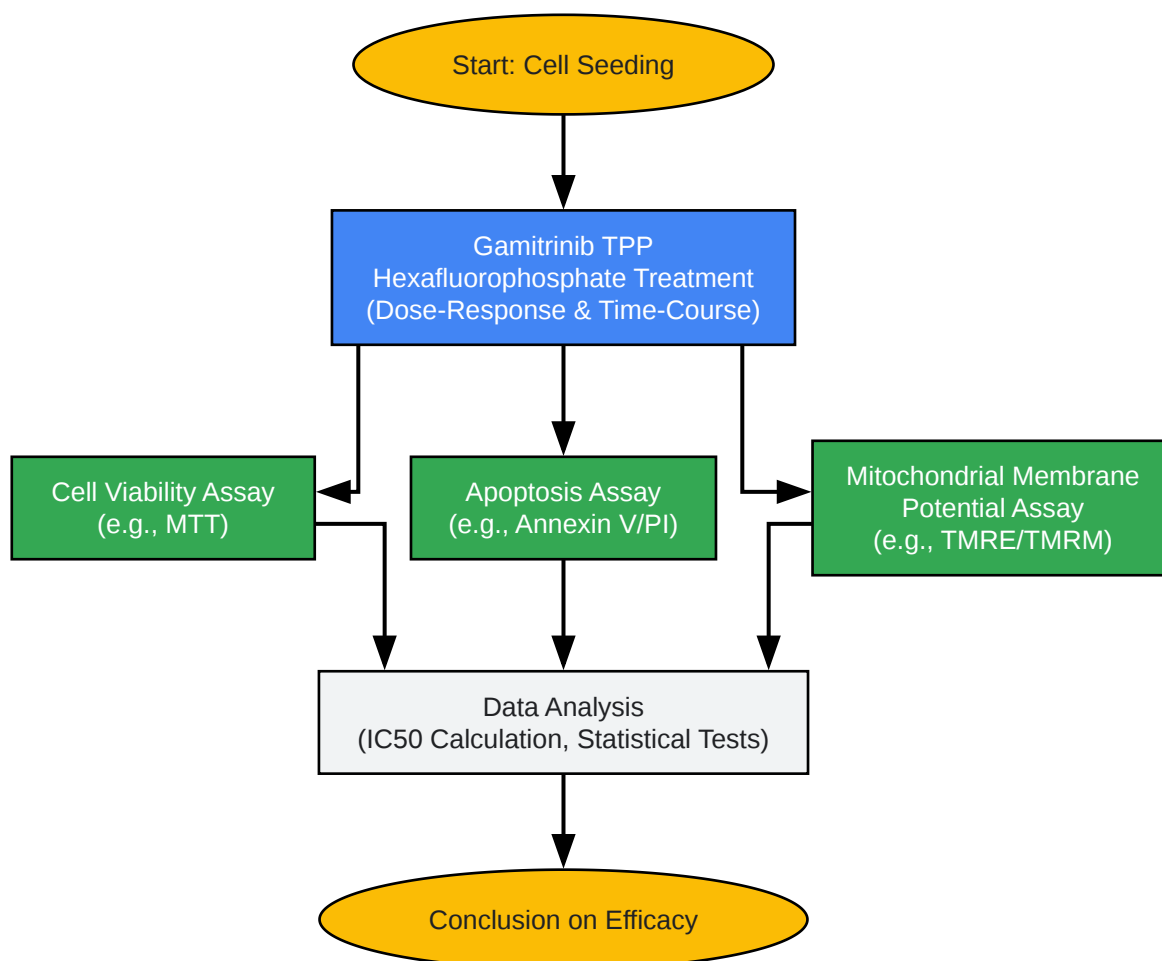 Start: Cell Seeding
Gamitrinib TPP
Hexafluorophosphate Treatment
(Dose-Response & Time-Course)
Cell Viability Assay
(e.g., MTT)
Apoptosis Assay
(e.g., Annexin V/PI)
Mitochondrial Membrane
Potential Assay
(e.g., TMRE/TMRM)
Data Analysis
(IC50 Calculation, Statistical Tests)
Conclusion on Efficacy